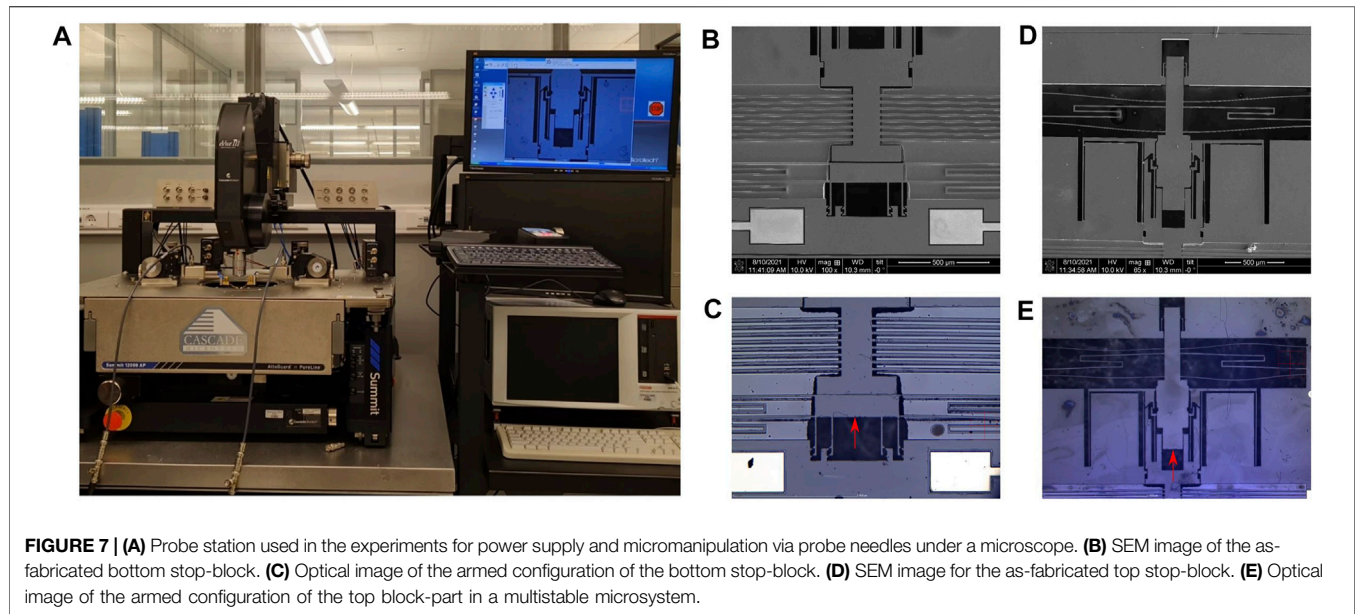 A
B
D
8/10/2021 HV mag WD tilt 500 µm
11:41:09 AM 10.0 kV 100 x 10.3 mm -0 °
8/10/2021 HV mag WD tilt 500 µm
11:34:58 AM 10.0 kV 65 x 10.3 mm -0 °
C
E
CASCADE
Summit
Summit
FIGURE 7 | (A) Probe station used in the experiments for power supply and micromanipulation via probe needles under a microscope. (B) SEM image of the as-
fabricated bottom stop-block. (C) Optical image of the armed configuration of the bottom stop-block. (D) SEM image for the as-fabricated top stop-block. (E) Optical
image of the armed configuration of the top block-part in a multistable microsystem.